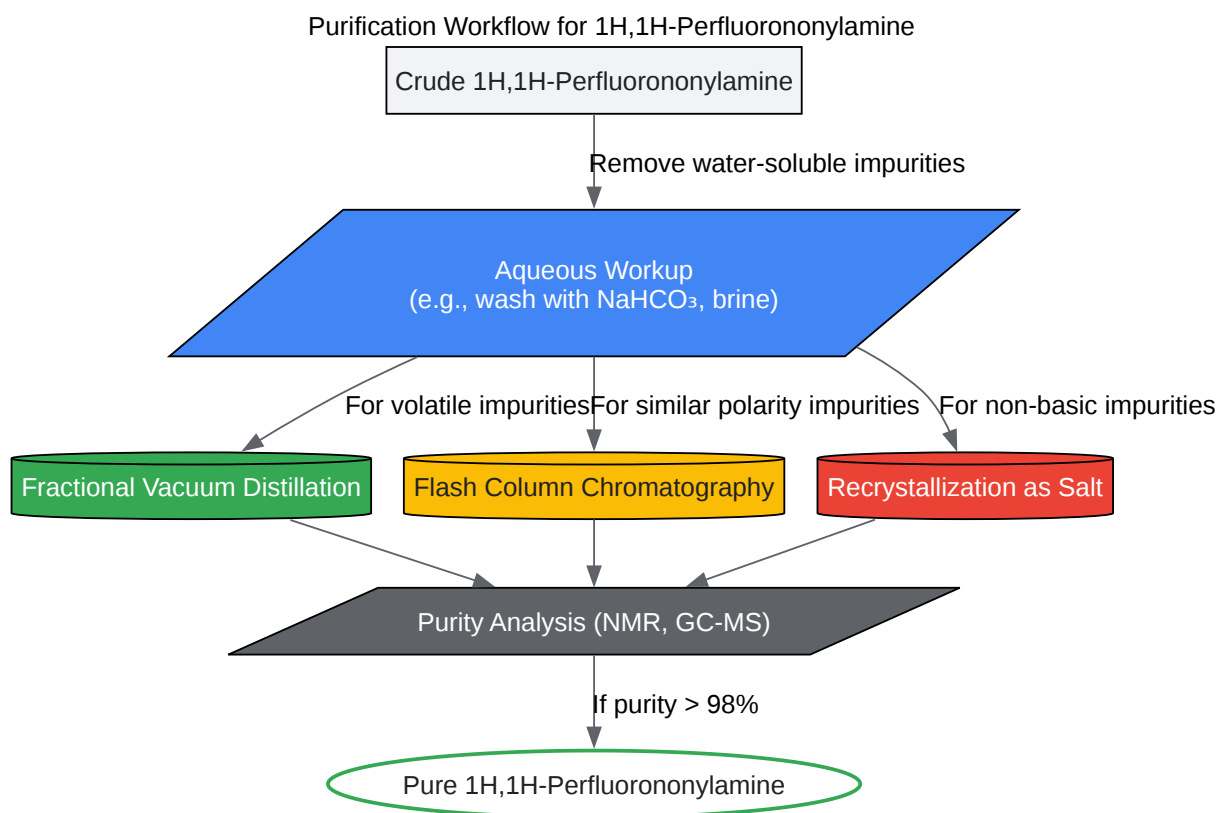 Purification Workflow for 1H,1H-Perfluorononylamine
Crude 1H,1H-Perfluorononylamine
Remove water-soluble impurities
Aqueous Workup
(e.g., wash with NaHCO₃, brine)
For volatile impurities
For similar polarity impurities
For non-basic impurities
Fractional Vacuum Distillation
Flash Column Chromatography
Recrystallization as Salt
Purity Analysis (NMR, GC-MS)
If purity > 98%
Pure 1H,1H-Perfluorononylamine